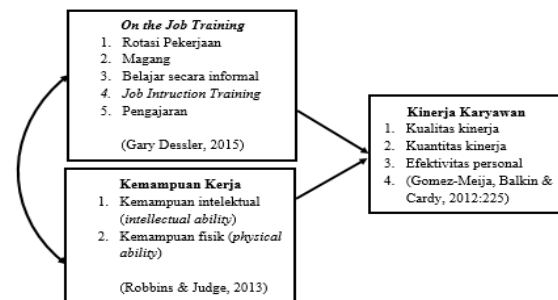 On the Job Training
1. Rotasi Pekerjaan
2. Magang
3. Belajar secara informal
4. Job Intruction Training
5. Pengajaran
(Gary Dessler, 2015)
Kemampuan Kerja
1. Kemampuan intelektual
(intellectual ability)
2. Kemampuan fisik (physical
ability)
(Robbins & Judge, 2013)
Kinerja Karyawan
1. Kualitas kinerja
2. Kuantitas kinerja
3. Efektivitas personal
4. (Gomez-Meija, Balkin &
Cardy, 2012:225)